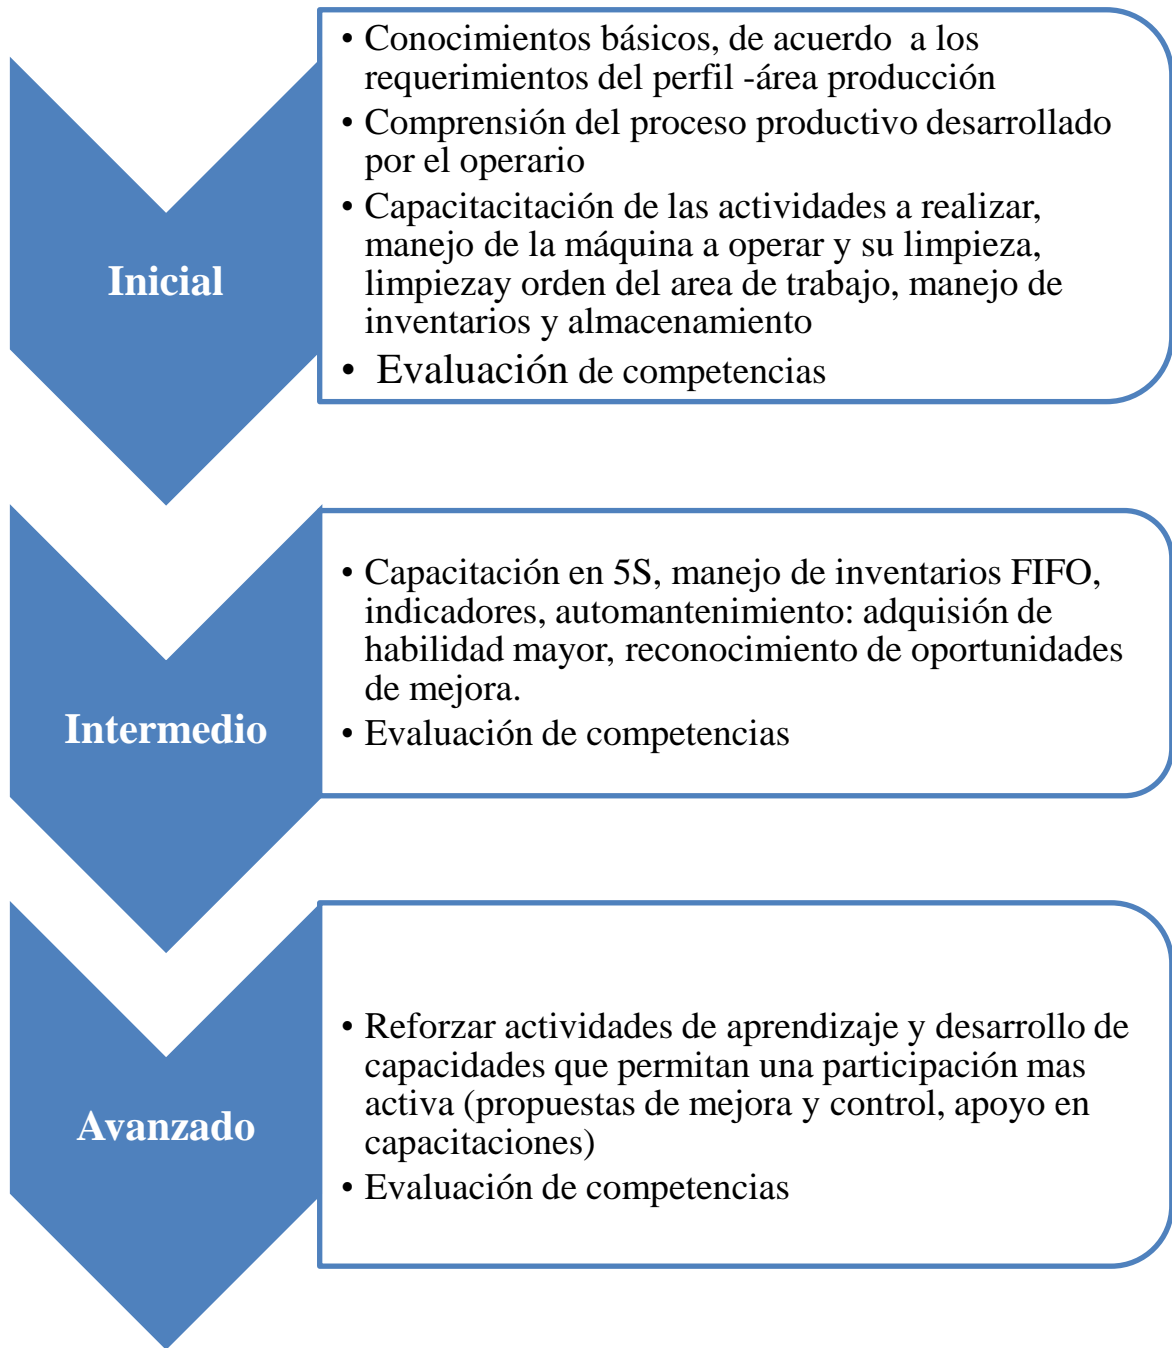 Inicial
• Conocimientos básicos, de acuerdo  a los
requerimientos del perfil -área producción
• Comprensión del proceso productivo desarrollado
por el operario
• Capacitacitación de las actividades a realizar,
manejo de la máquina a operar y su limpieza,
limpiezay orden del area de trabajo, manejo de
inventarios y almacenamiento
• Evaluación de competencias
Intermedio
• Capacitación en 5S, manejo de inventarios FIFO,
indicadores, automantenimiento: adquisión de
habilidad mayor, reconocimiento de oportunidades
de mejora.
• Evaluación de competencias
Avanzado
• Reforzar actividades de aprendizaje y desarrollo de
capacidades que permitan una participación mas
activa (propuestas de mejora y control, apoyo en
capacitaciones)
• Evaluación de competencias